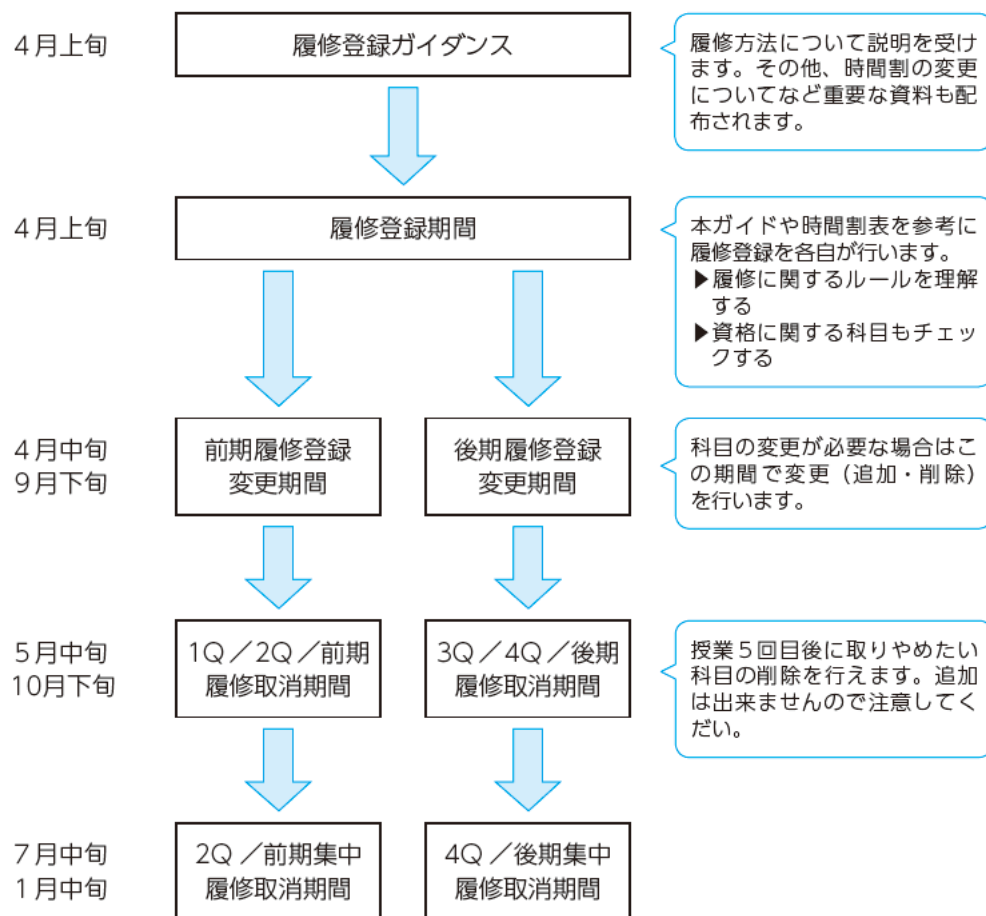 4月上旬
履修登録ガイダンス
履修方法について説明を受け
ます。その他、時間割の変更
についてなど重要な資料も配
布されます。
4月上旬
履修登録期間
本ガイドや時間割表を参考に
履修登録を各自が行います。
▶履修に関するルールを理解
する
▶資格に関する科目もチェッ
クする
4月中旬
9月下旬
前期履修登録
変更期間
後期履修登録
変更期間
科目の変更が必要な場合はこ
の期間で変更（追加・削除）
を行います。
5月中旬
10月下旬
1Q／2Q／前期
履修取消期間
3Q／4Q／後期
履修取消期間
授業5回目後に取りやめたい
科目の削除を行えます。追加
は出来ませんので注意してく
だい。
7月中旬
1月中旬
2Q／前期集中
履修取消期間
4Q／後期集中
履修取消期間